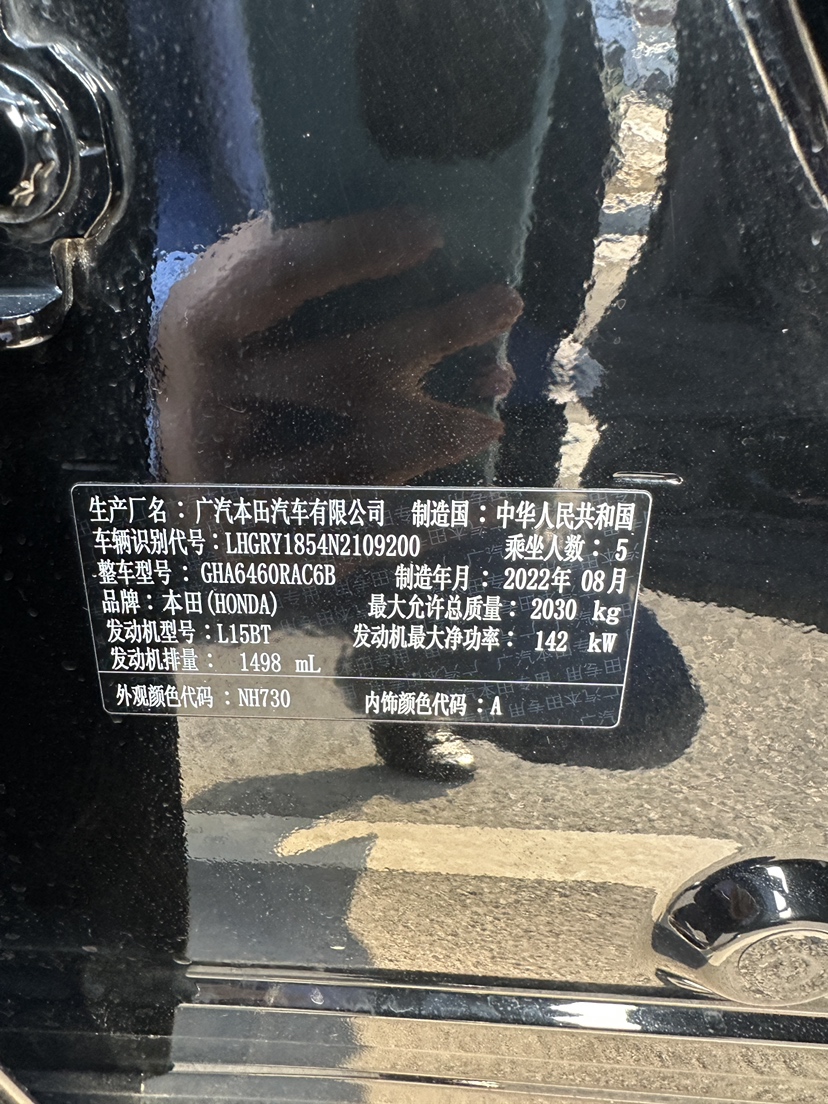 生产厂名：广汽本田汽车有限公司 制造国：中华人民共和国
车辆识别代号：LHGRY1854N2109200 乘坐人数：5
整车型号：GHA6460RAC6B 制造年月：2022年 08月
品牌：本田(HONDA) 最大允许总质量：2030 kg
发动机型号：L15BT 发动机最大净功率：142 kW
发动机排量：1498 mL
外观颜色代码：NH730 内饰颜色代码：A